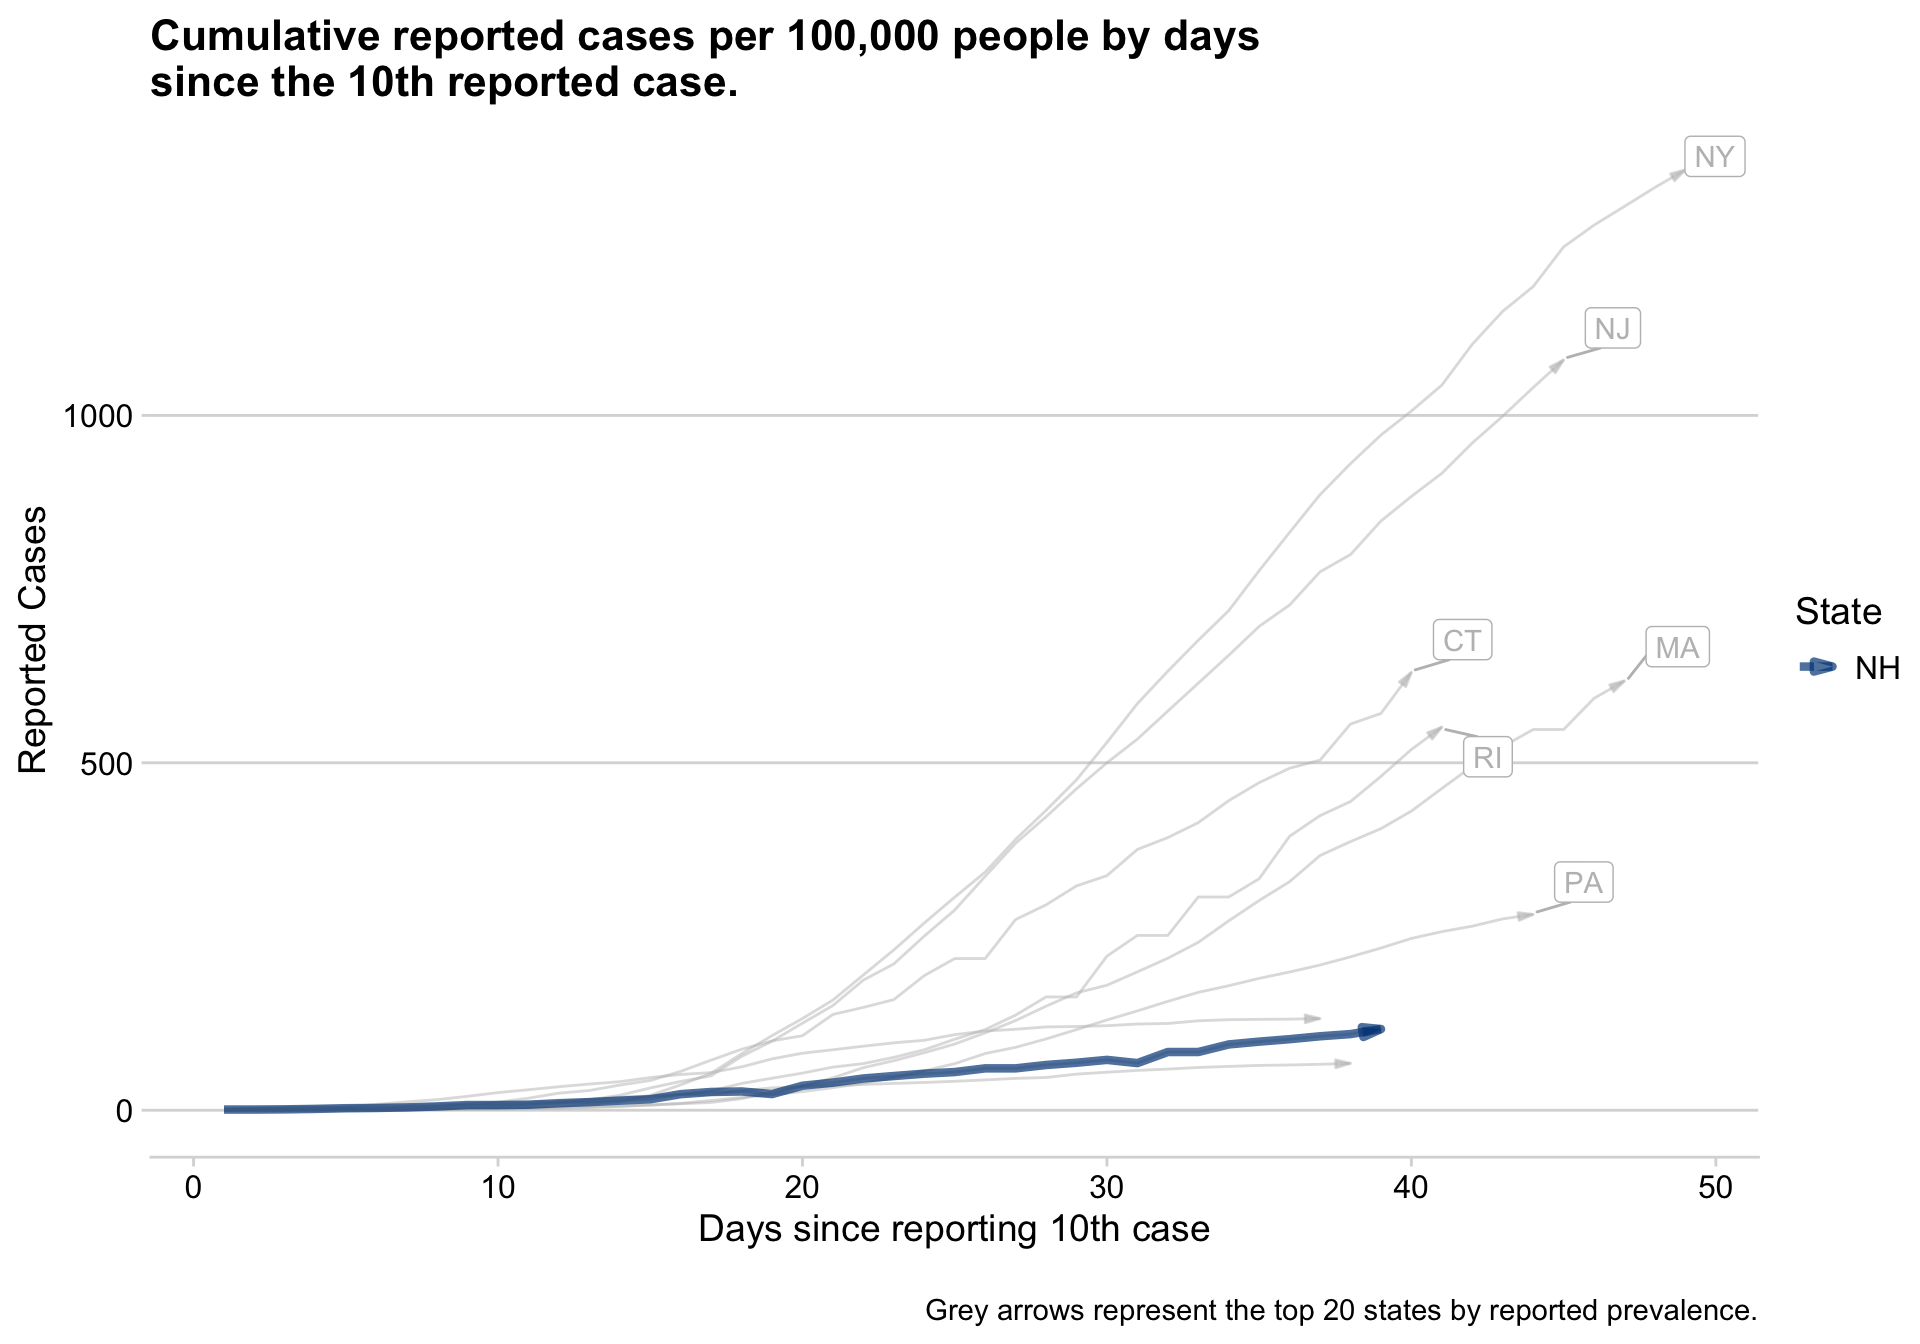 Cumulative reported cases per 100,000 people by days
since the 10th reported case.
NY
NJ
1000
CT
MA
State
NH
RI
500
PA
0
Reported Cases
0 10 20 30 40 50
Days since reporting 10th case
Grey arrows represent the top 20 states by reported prevalence.